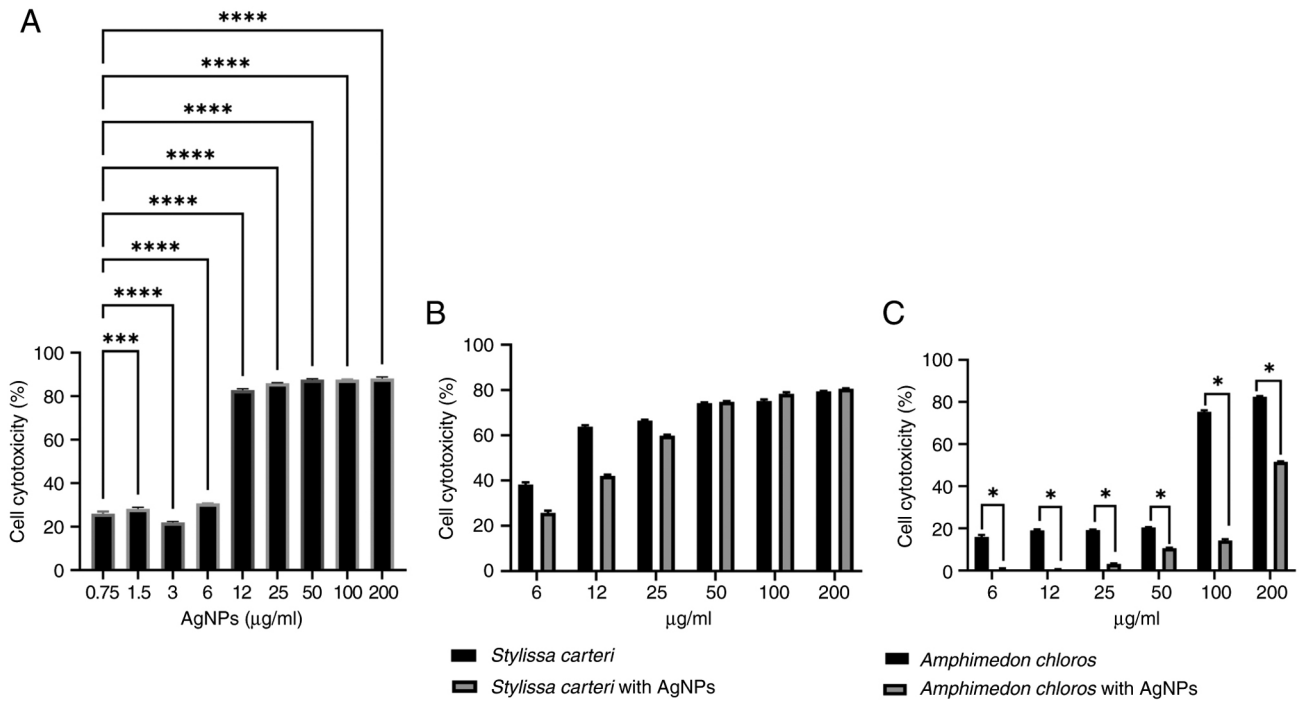 A
****
****
****
****
****
****
****
***
Cell cytotoxicity (%)
100
80
60
40
20
0
0.75 1.5 3 6 12 25 50 100 200
AgNPs (µg/ml)
B
Cell cytotoxicity (%)
100
80
60
40
20
0
6 12 25 50 100 200
µg/ml
Stylissa carteri
Stylissa carteri with AgNPs
C
Cell cytotoxicity (%)
100
80
60
40
20
0
* * * * * *
6 12 25 50 100 200
µg/ml
Amphimedon chloros
Amphimedon chloros with AgNPs